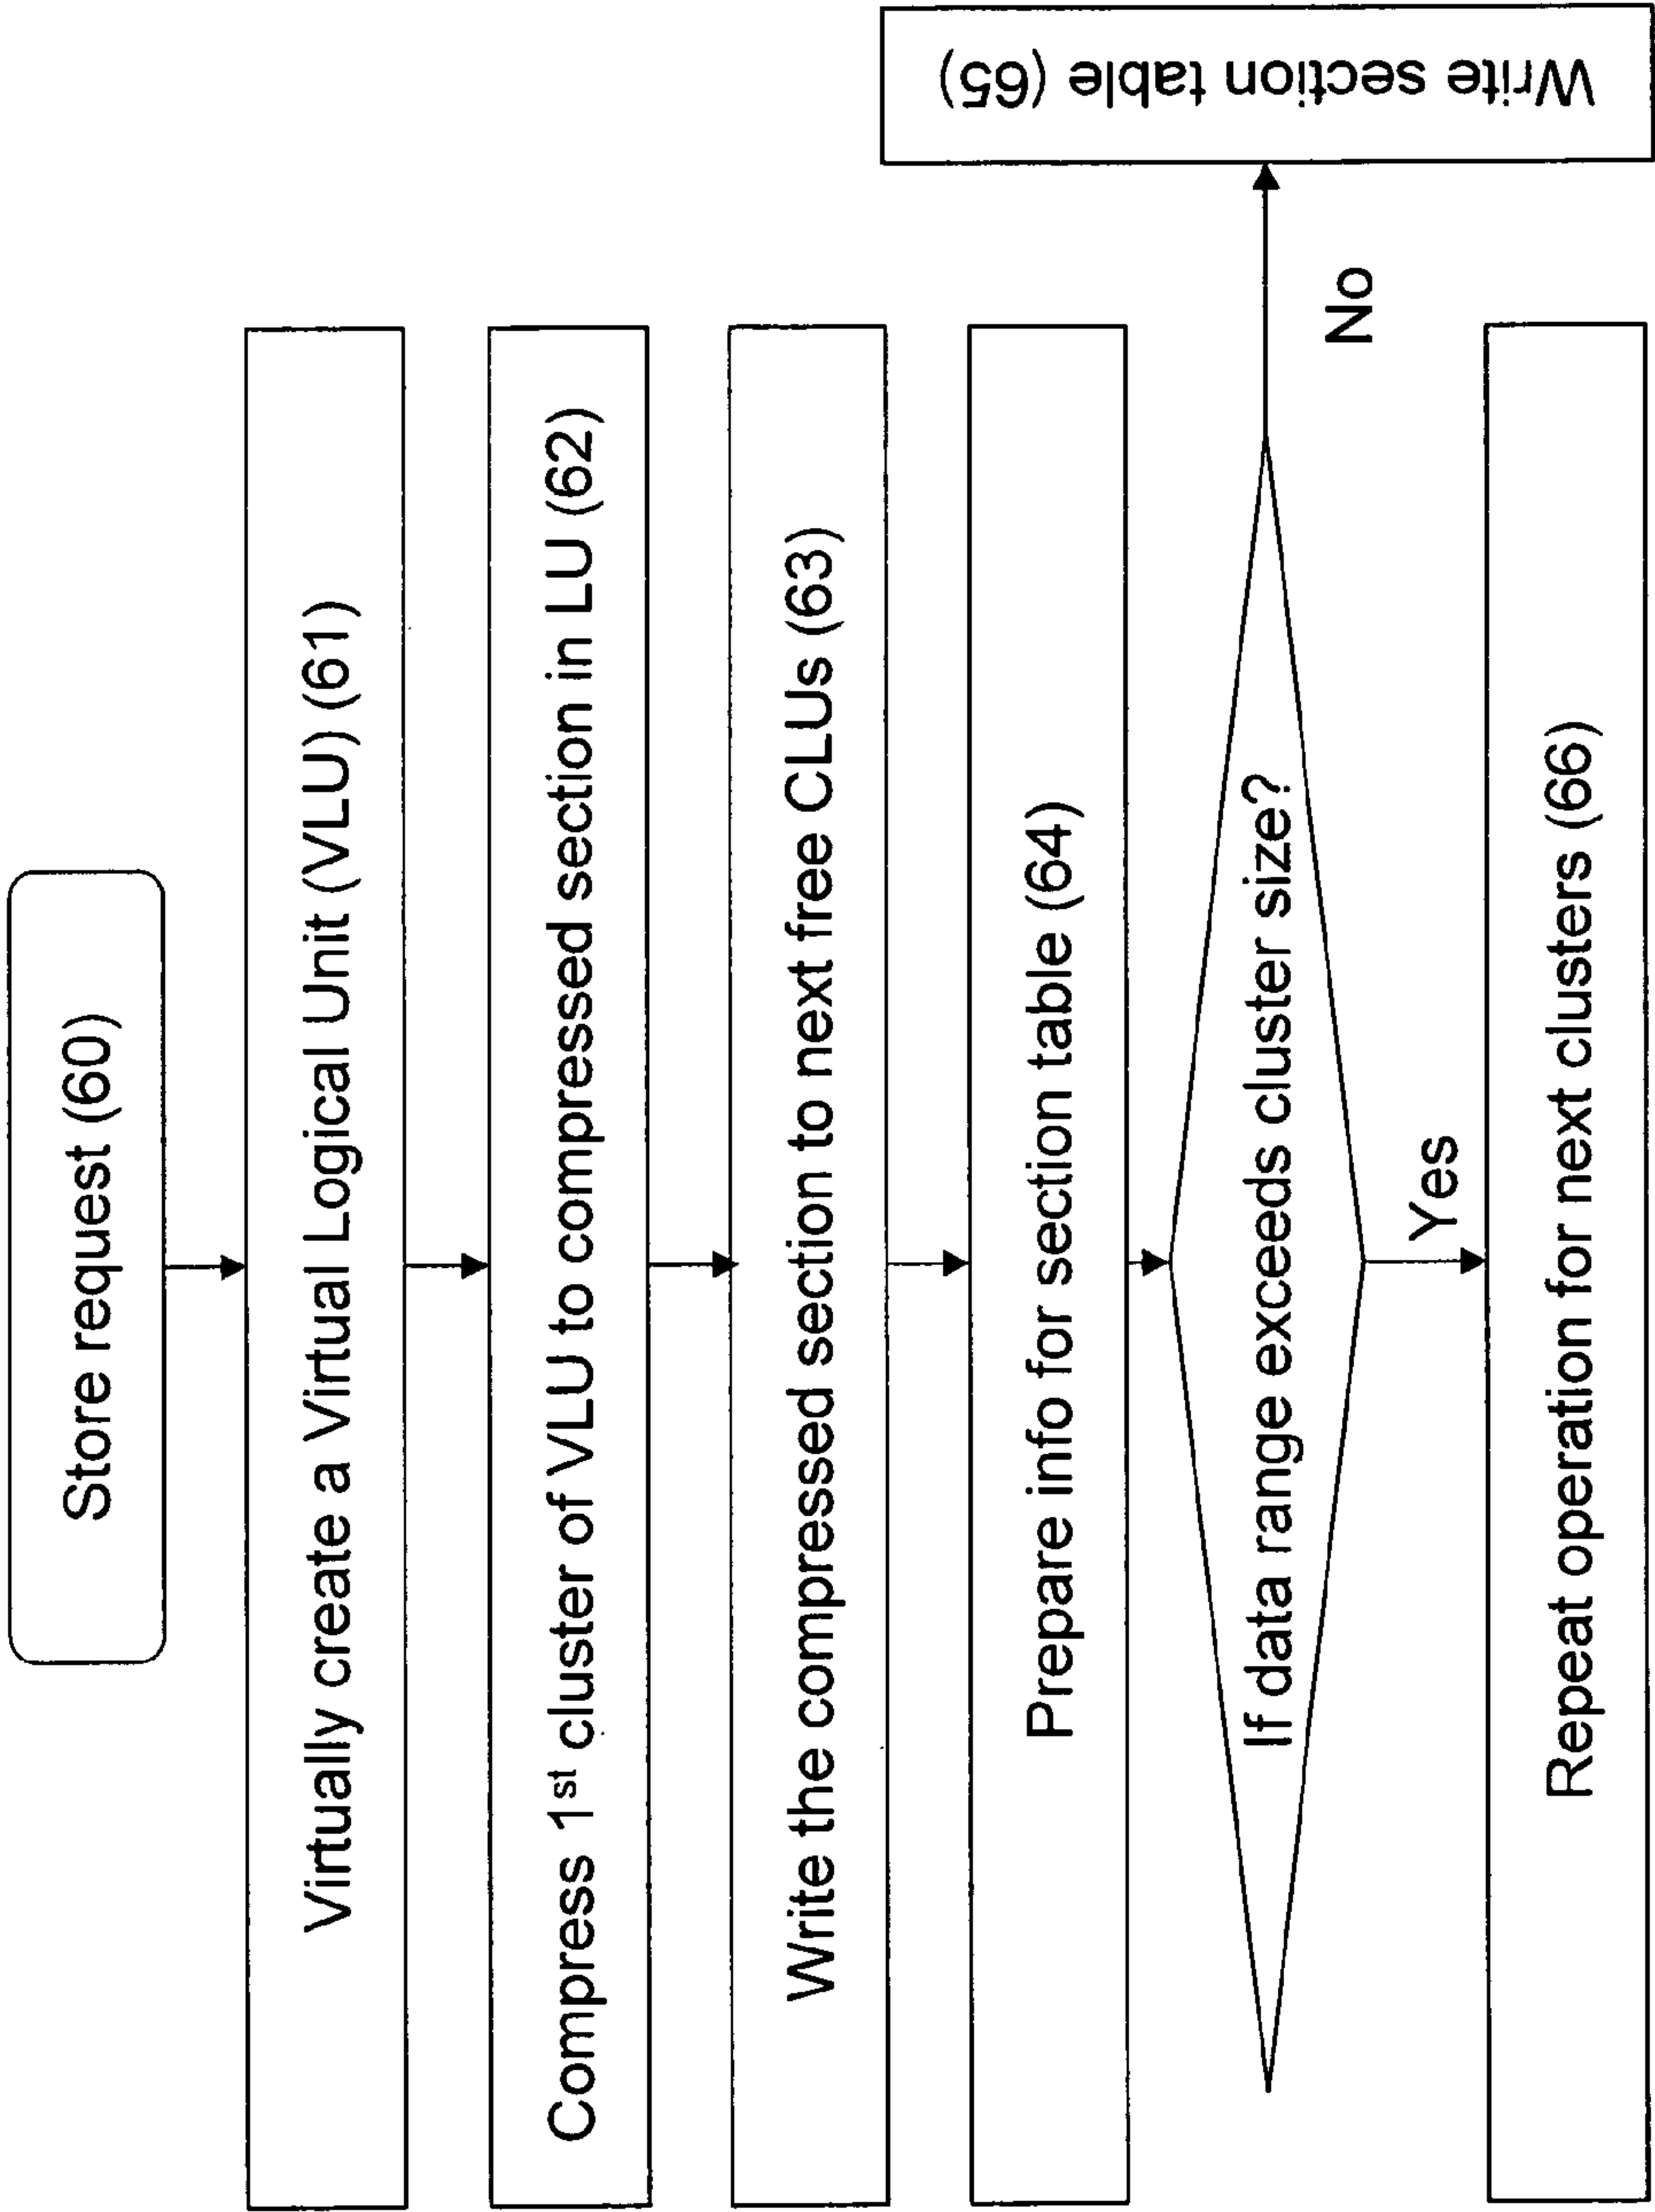 Store request (60)
Virtually create a Virtual Logical Unit (VLU) (61)
Compress 1st cluster of VLU to compressed section in LU (62)
Write the compressed section to next free CLUs (63)
Prepare info for section table (64)
If data range exceeds cluster size?
No
Write section table (65)
Yes
Repeat operation for next clusters (66)